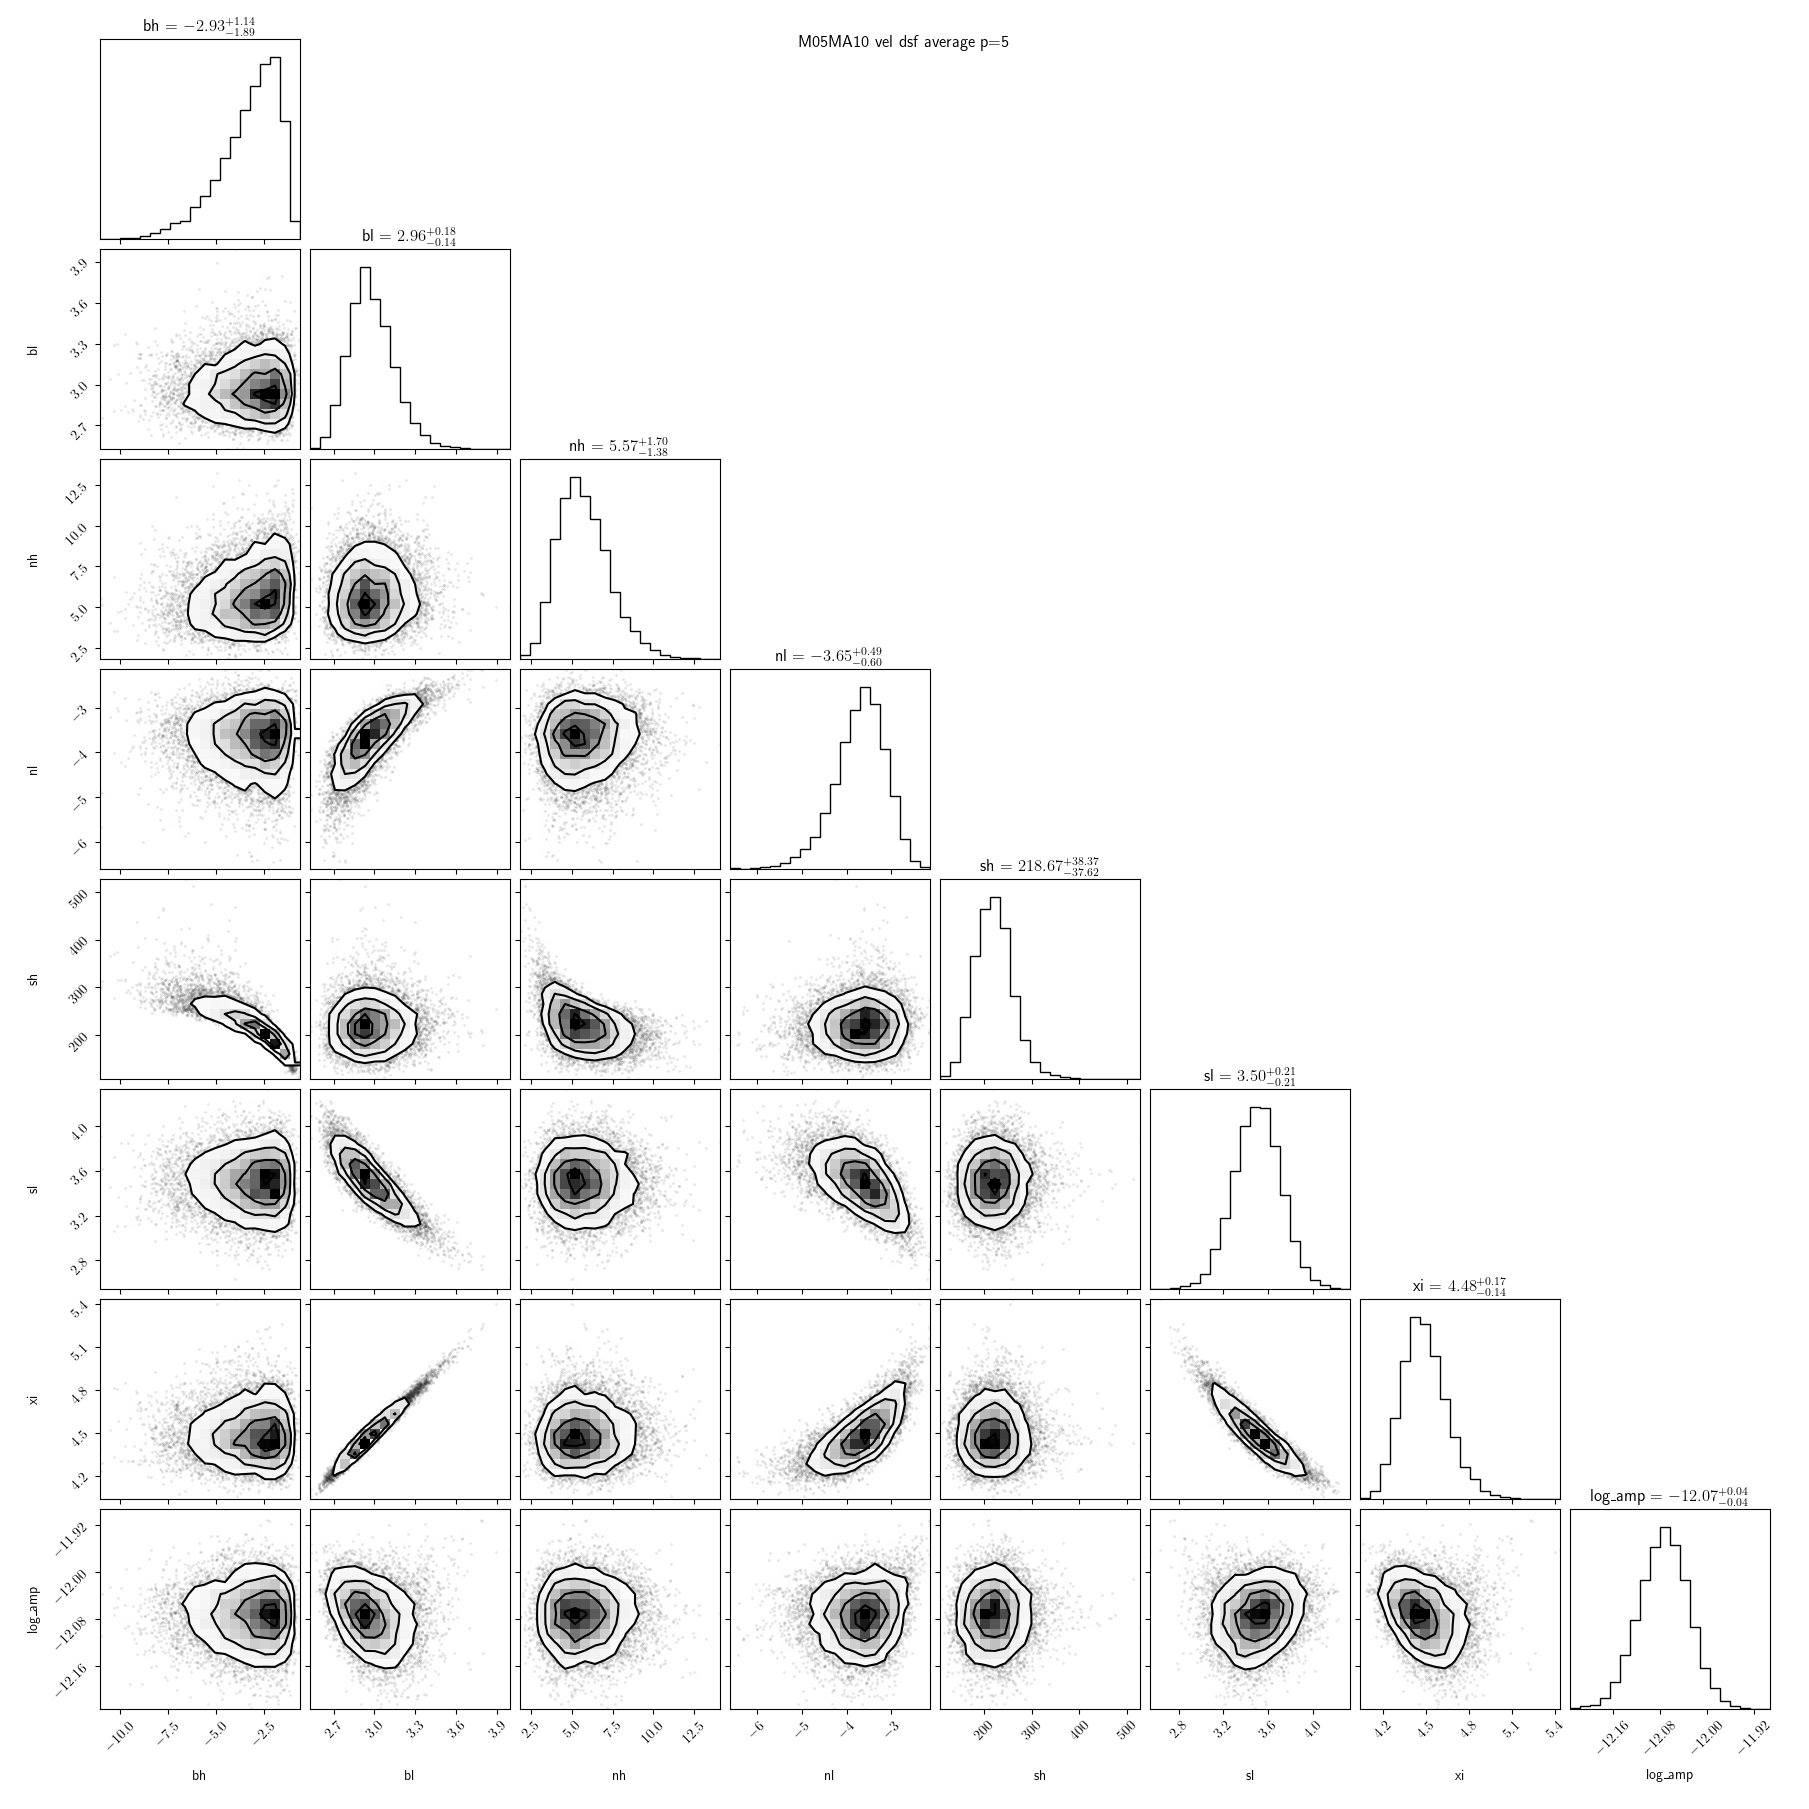 bh = −2.93+1.14−1.89
M05MA10 vel dsf average p=5
bl = 2.96+0.18−0.14
3.9
3.6
3.3
3.0
2.7
bl
nh = 5.57+1.70−1.38
12.5
10.0
7.5
5.0
2.5
nh
nl = −3.65+0.49−0.60
−3
−4
−5
−6
nl
sh = 218.67+38.37−37.62
500
400
300
200
sh
sl = 3.50+0.21−0.21
4.0
3.6
3.2
2.8
sl
xi = 4.48+0.17−0.14
5.4
5.1
4.8
4.5
4.2
xi
log_amp = −12.07+0.04−0.04
−11.92
−12.00
−12.08
−12.16
log_amp
−10.0 −7.5 −5.0 −2.5 2.7 3.0 3.3 3.6 3.9 2.5 5.0 7.5 10.0 12.5 −6 −5 −4 −3 200 300 400 500 2.8 3.2 3.6 4.0 4.2 4.5 4.8 5.1 5.4 −12.16 −12.08 −12.00 −11.92
bh bl nh nl sh sl xi log_amp